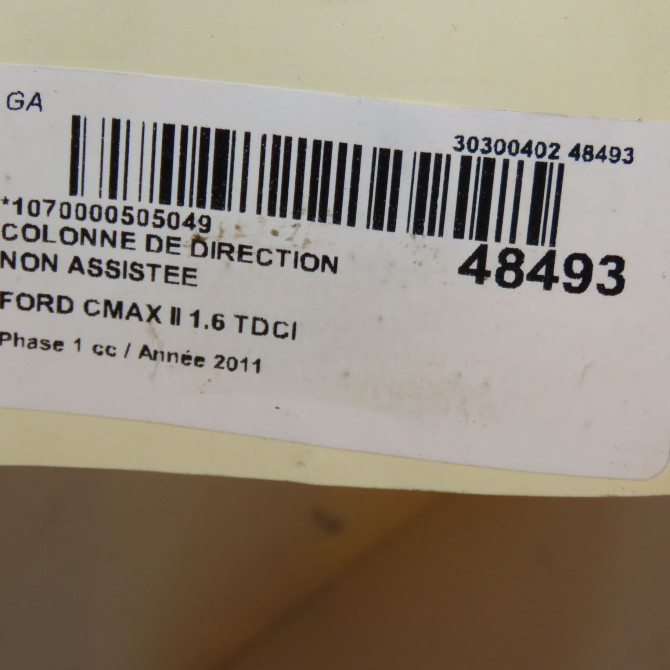 GA
30300402 48493
*1070000505049
48493
COLONNE DE DIRECTION
NON ASSISTEE
FORD CMAX II 1.6 TDCI
Phase 1 cc / Année 2011